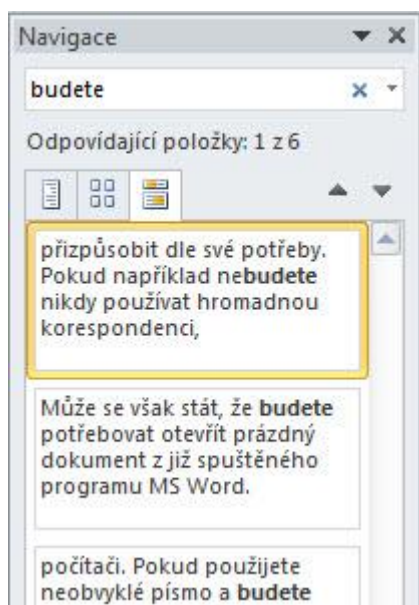 Navigace
budete
Odpovídající položky: 1 z 6
přizpůsobit dle své potřeby.
Pokud například nebudete
nikdy používat hromadnou
korespondenci,
Může se však stát, že budete
potřebovat otevřít prázdný
dokument z již spuštěného
programu MS Word.
počítači. Pokud použijete
neobvyklé písmo a budete